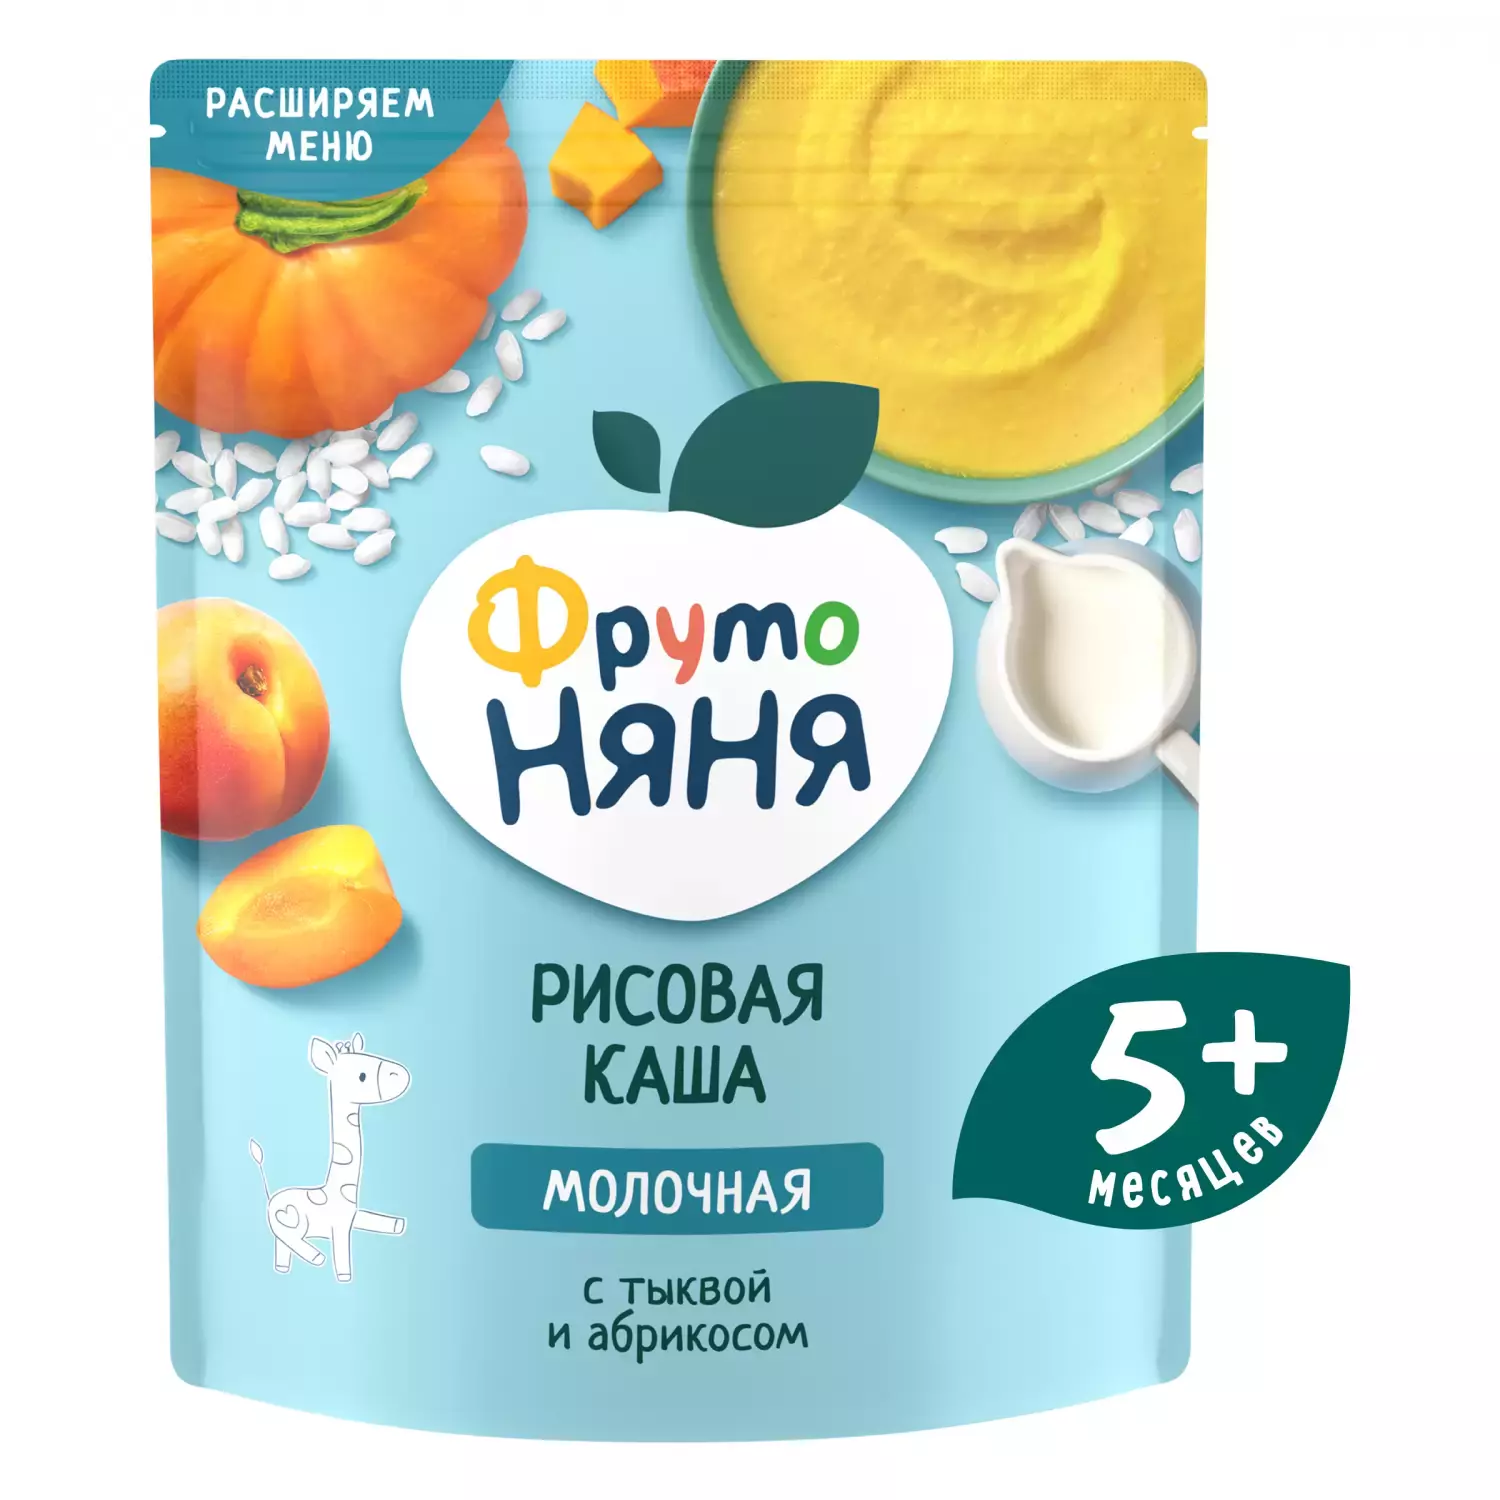 РАСШИРЯЕМ
МЕНЮ
Фруто
НЯНЯ
РИСОВАЯ
КАША
МОЛОЧНАЯ
с тыквой
и абрикосом
5+
месяцев